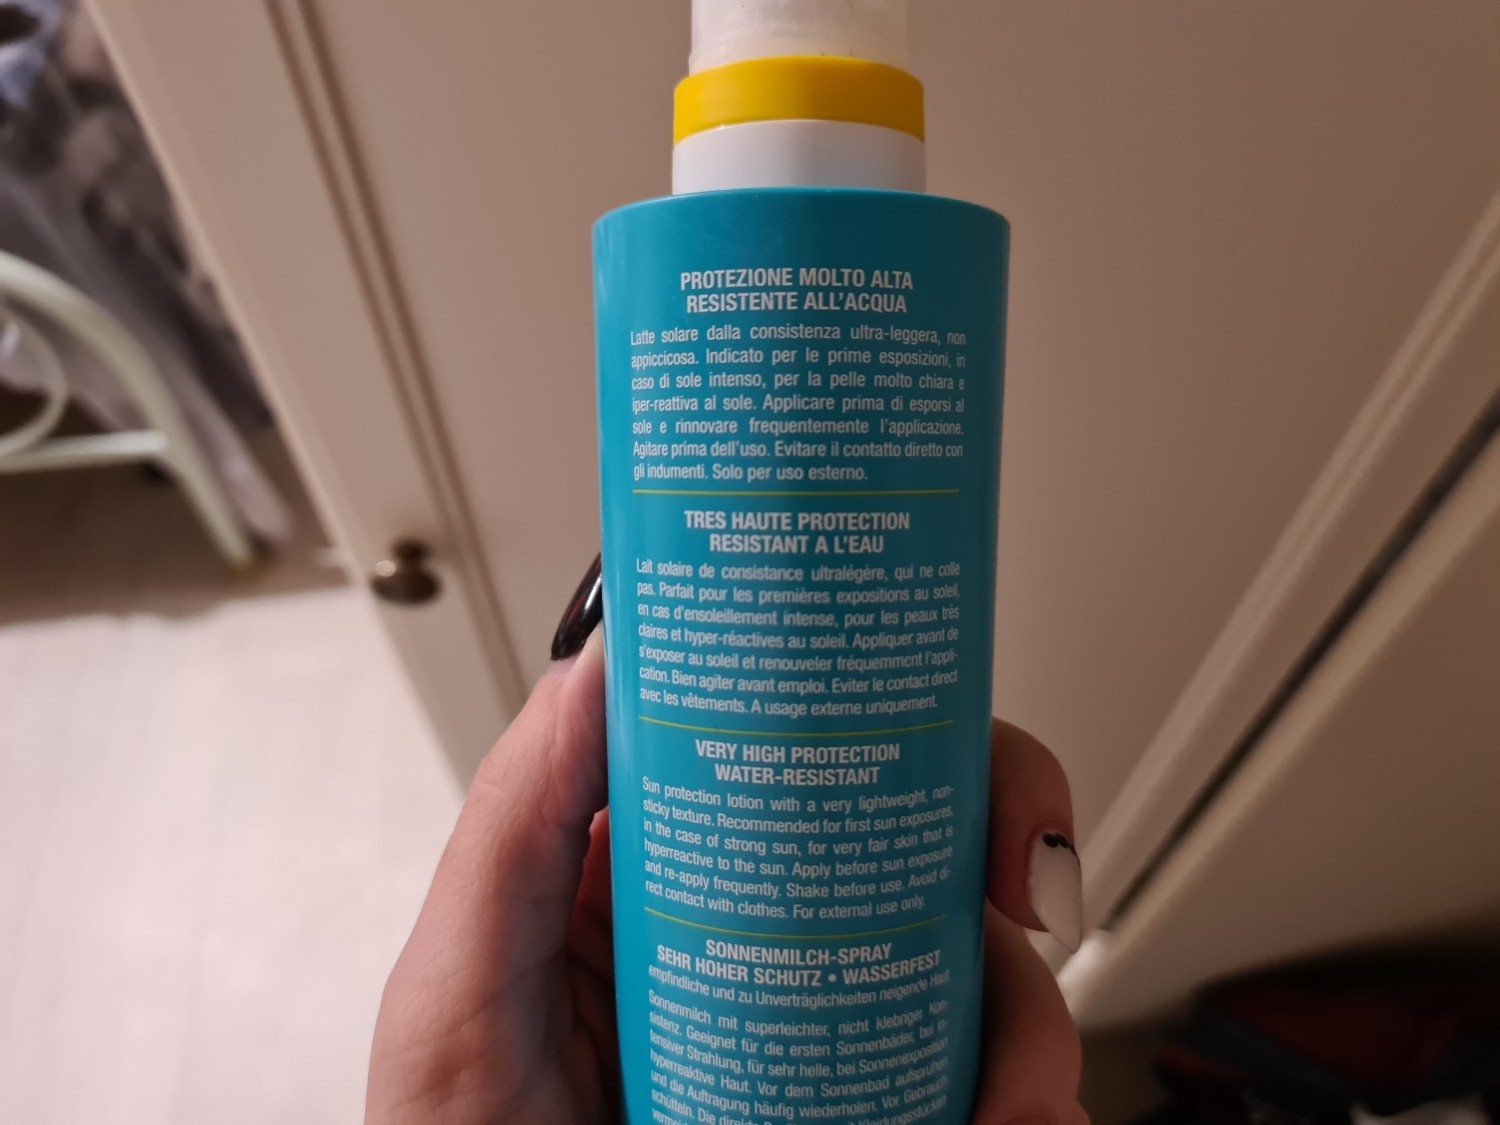 PROTEZIONE MOLTO ALTA
RESISTENTE ALL'ACQUA
Latte solare dalla consistenza ultra-leggera, non
appiccicosa. Indicato per le prime esposizioni, in
caso di sole intenso, per la pelle molto chiara e
iper-reattiva al sole. Applicare prima di esporsi al
sole e rinnovare frequentemente l'applicazione.
Agitare prima dell'uso. Evitare il contatto diretto con
gli indumenti. Solo per uso esterno.
TRES HAUTE PROTECTION
RESISTANT A L'EAU
Lait solaire de consistance ultralégère, qui ne colle
pas. Parfait pour les premières expositions au soleil,
en cas d'ensoleillement intense, pour les peaux très
claires et hyper-réactives au soleil. Appliquer avant de
s'exposer au soleil et renouveler fréquemment l'appli-
cation. Bien agiter avant emploi. Eviter le contact direct
avec les vêtements. A usage externe uniquement.
VERY HIGH PROTECTION
WATER-RESISTANT
Sun protection lotion with a very lightweight, non-
sticky texture. Recommended for first sun exposures,
in the case of strong sun, for very fair skin that is
hyperreactive to the sun. Apply before sun exposure
and re-apply frequently. Shake before use. Avoid di-
rect contact with clothes. For external use only.
SONNENMILCH-SPRAY
SEHR HOHER SCHUTZ • WASSERFEST
empfindliche und zu Unverträglichkeiten neigende Haut
Sonnenmilch mit superleichter, nicht klebriger Kon-
sistenz. Geeignet für die ersten Sonnenbäder, bei in-
tensiver Strahlung, für sehr helle, bei Sonnenexposition
hyperreaktive Haut. Vor dem Sonnenbad aufsprühen
und die Auftragung häufig wiederholen. Vor Gebrauch
schütteln. Die direkte Kleidungsstücken